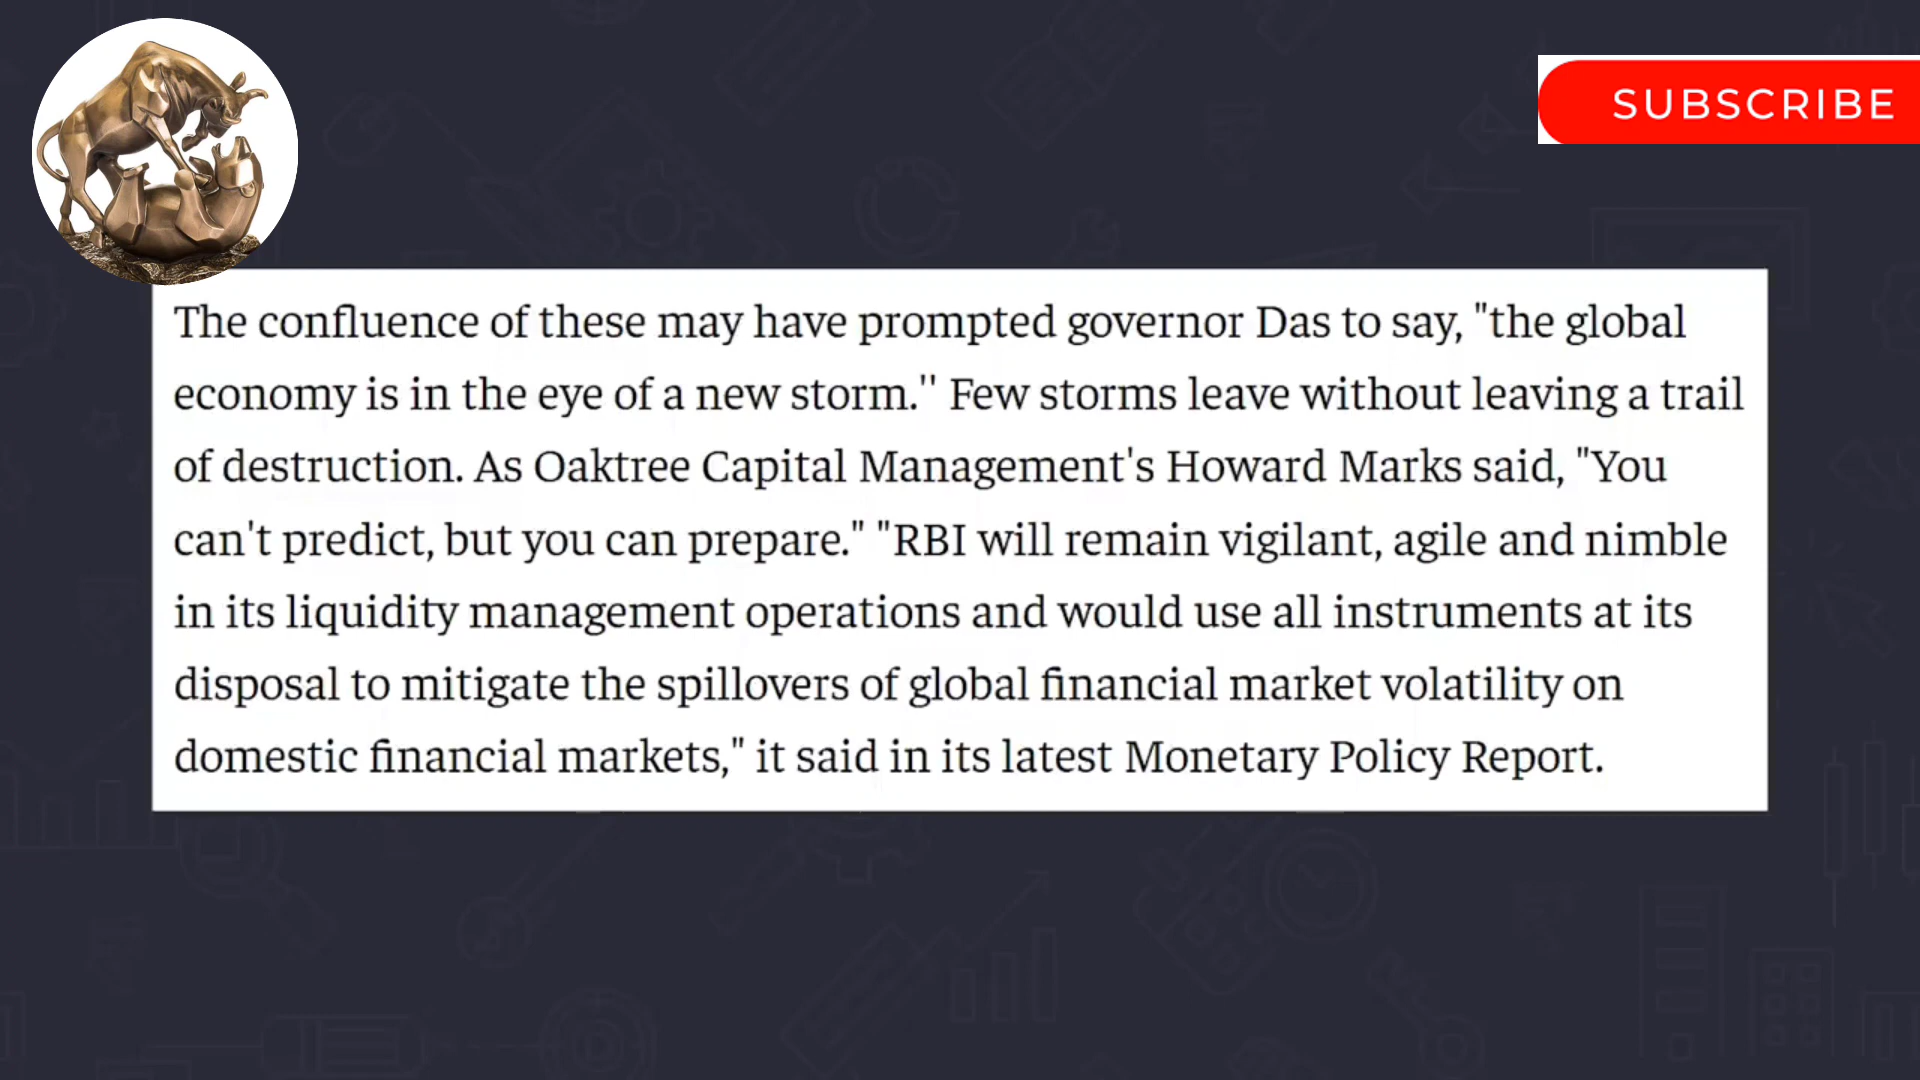 SUBSCRIBE
The confluence of these may have prompted governor Das to say, "the global
economy is in the eye of a new storm.'' Few storms leave without leaving a trail
of destruction. As Oaktree Capital Management's Howard Marks said, "You
can't predict, but you can prepare." "RBI will remain vigilant, agile and nimble
in its liquidity management operations and would use all instruments at its
disposal to mitigate the spillovers of global financial market volatility on
domestic financial markets," it said in its latest Monetary Policy Report.